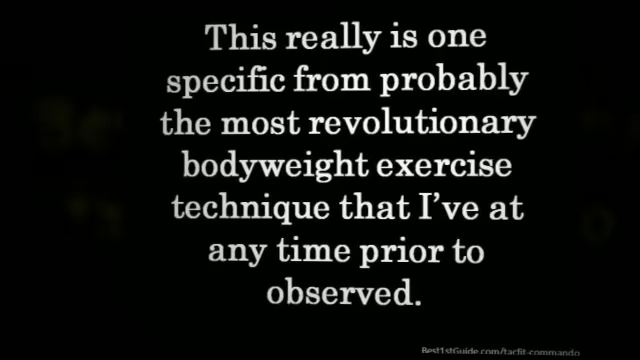 This really is one
specific from probably
the most revolutionary
bodyweight exercise
technique that I've at
any time prior to
observed.
Best1stGuide.com/tacfit-commando